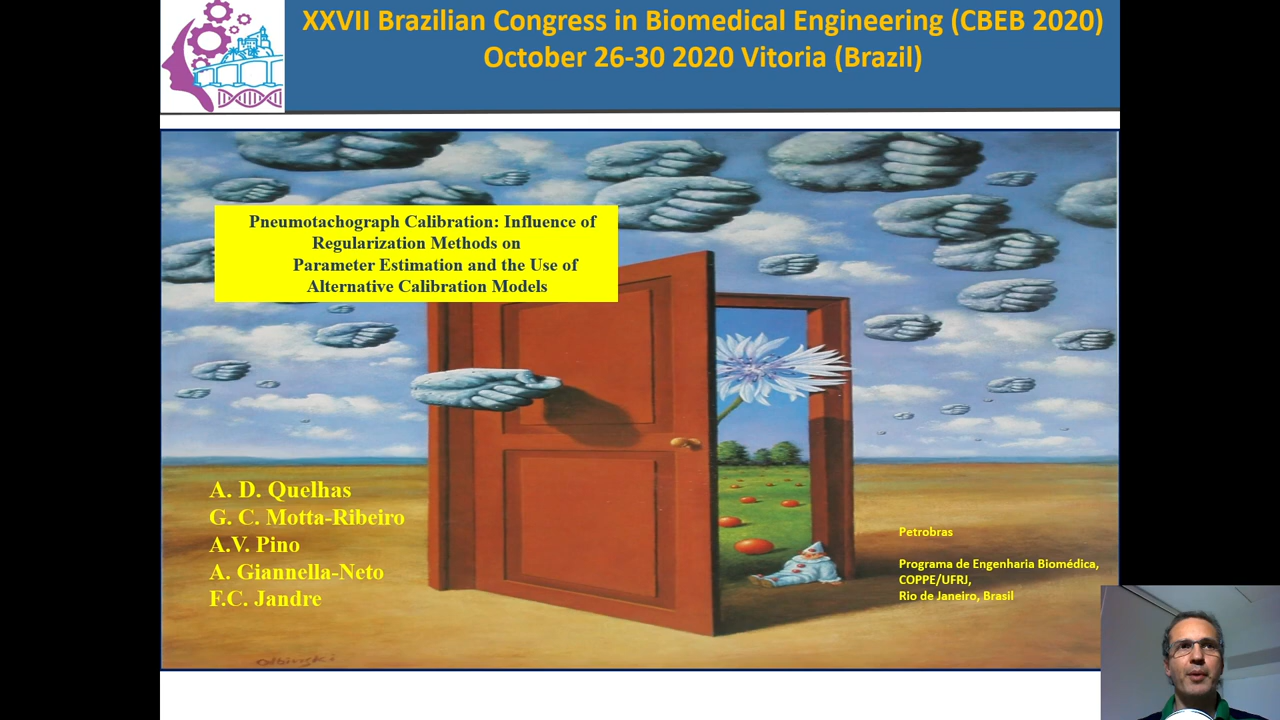 XXVII Brazilian Congress in Biomedical Engineering (CBEB 2020)
October 26-30 2020 Vitoria (Brazil)
Pneumotachograph Calibration: Influence of
Regularization Methods on
Parameter Estimation and the Use of
Alternative Calibration Models
A. D. Quelhas
G. C. Motta-Ribeiro
A.V. Pino
A. Giannella-Neto
F.C. Jandre
Petrobras
Programa de Engenharia Biomédica,
COPPE/UFRJ,
Rio de Janeiro, Brasil